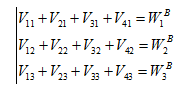 V₁₁ + V₂₁ + V₃₁ + V₄₁ = W₁ᴮ
V₁₂ + V₂₂ + V₃₂ + V₄₂ = W₂ᴮ
V₁₃ + V₂₃ + V₃₃ + V₄₃ = W₃ᴮ